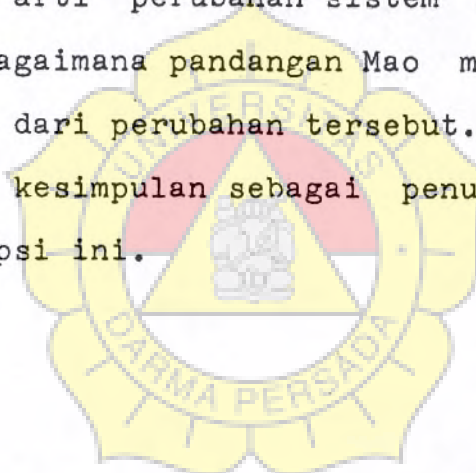 arti perubahan sistem
agaimana pandangan Mao m
dari perubahan tersebut.
kesimpulan sebagai penu
psi ini.
UNIVERSITAS
DARMA PERSADA